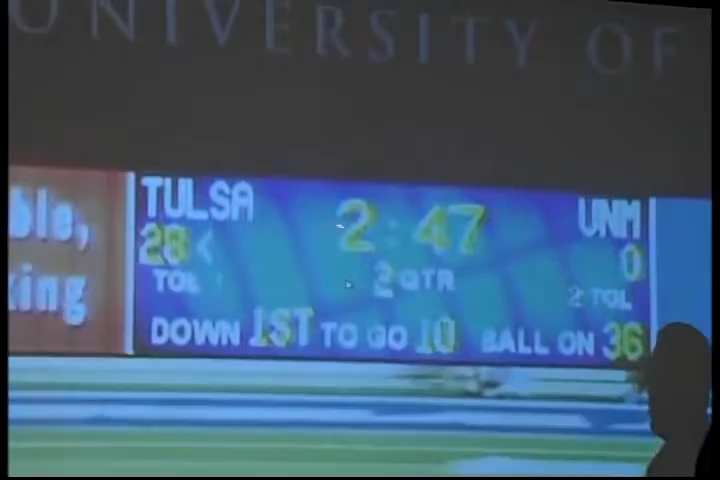 UNIVERSITY OF
ble,
king
TULSA 2:47 UNM
28 < 0
TOL 2 QTR 2 TOL
DOWN 1ST TO GO 10 BALL ON 36